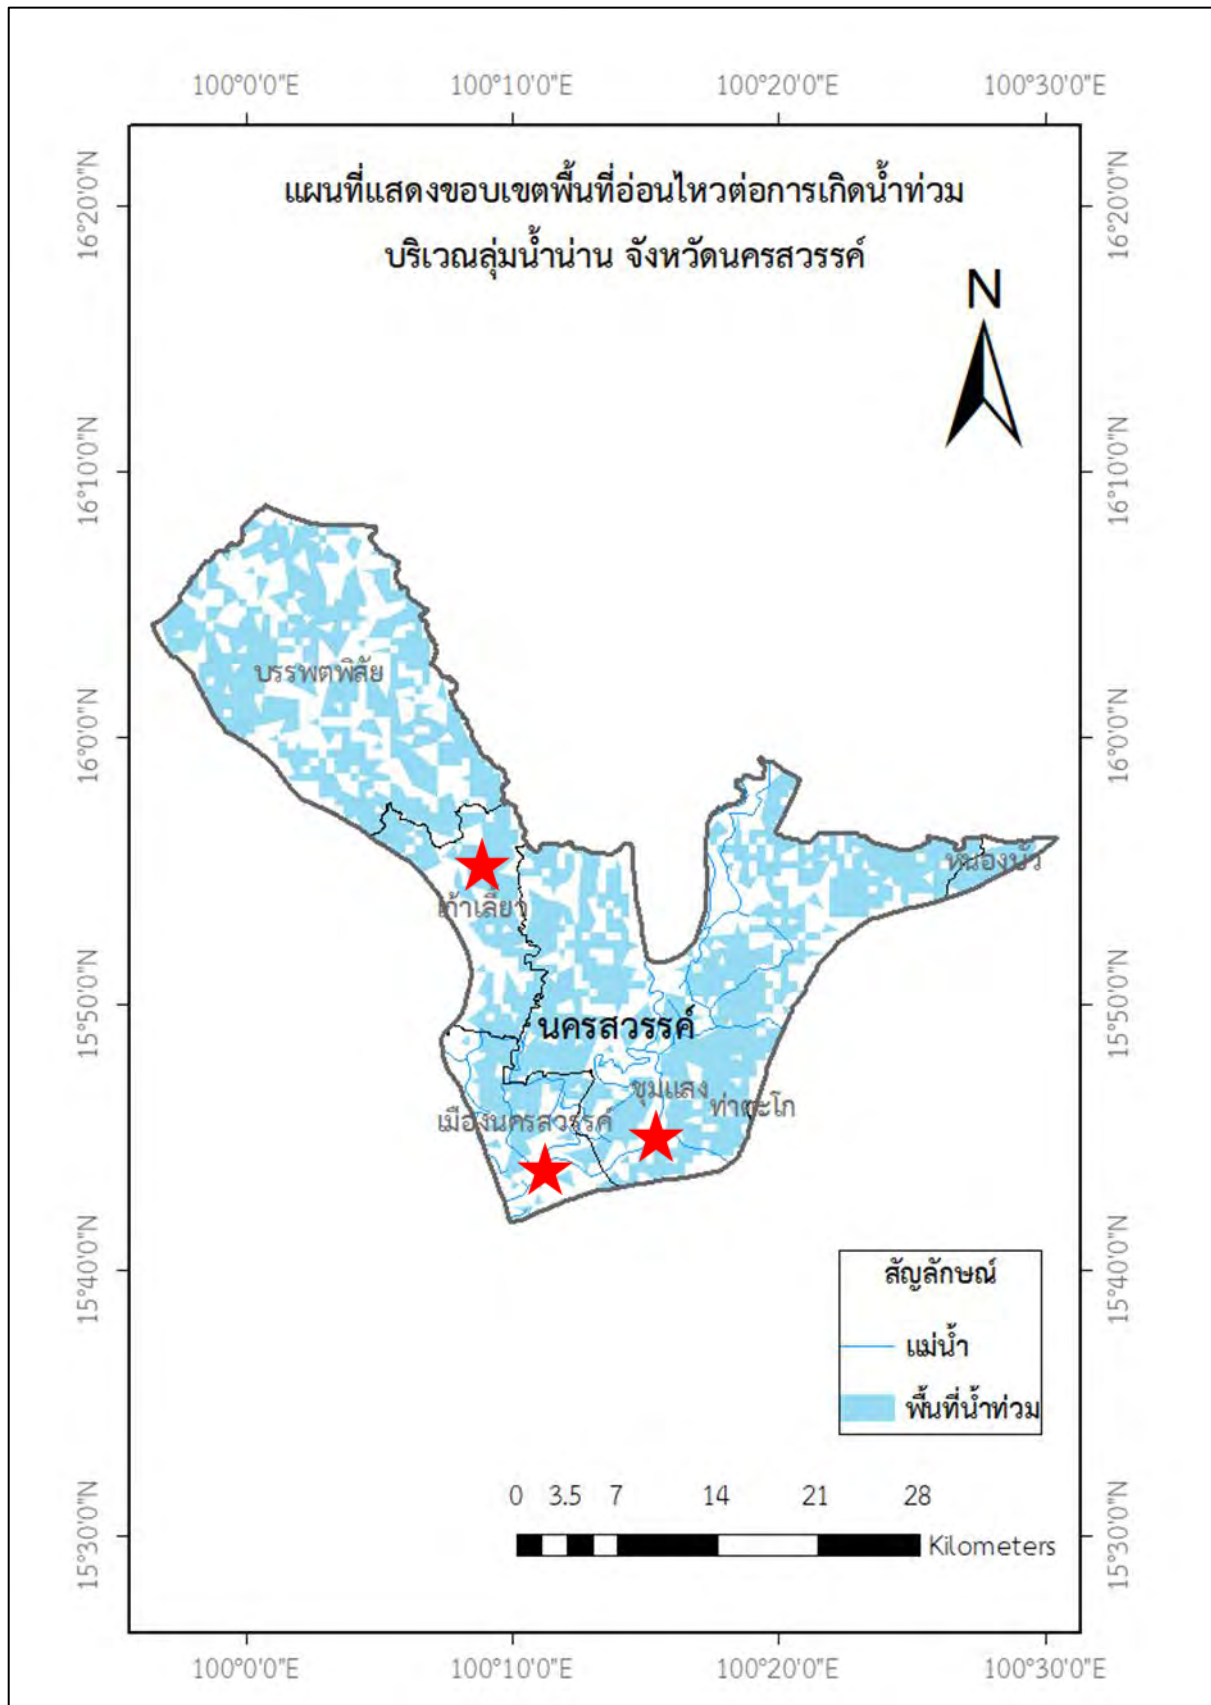 100°0'0"E 100°10'0"E 100°20'0"E 100°30'0"E
แผนที่แสดงขอบเขตพื้นที่อ่อนไหวต่อการเกิดน้ำท่วม
บริเวณลุ่มน้ำน่าน จังหวัดนครสวรรค์
N
16°20'0"N 16°20'0"N
16°10'0"N 16°10'0"N
บรรพตพิสัย
16°0'0"N 16°0'0"N
หนองบัว
เก้าเลี้ยว
15°50'0"N 15°50'0"N
นครสวรรค์
ชุมแสง
ท่าตะโก
เมืองนครสวรรค์
15°40'0"N 15°40'0"N
สัญลักษณ์
แม่น้ำ
พื้นที่น้ำท่วม
0 3.5 7 14 21 28
Kilometers
15°30'0"N 15°30'0"N
100°0'0"E 100°10'0"E 100°20'0"E 100°30'0"E